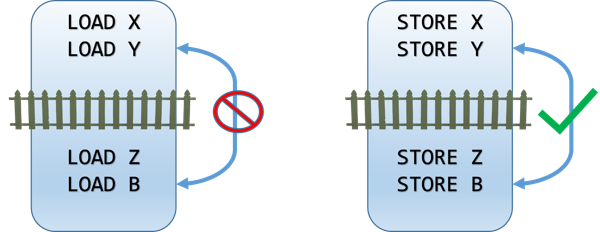 LOAD X
LOAD Y
LOAD Z
LOAD B
STORE X
STORE Y
STORE Z
STORE B